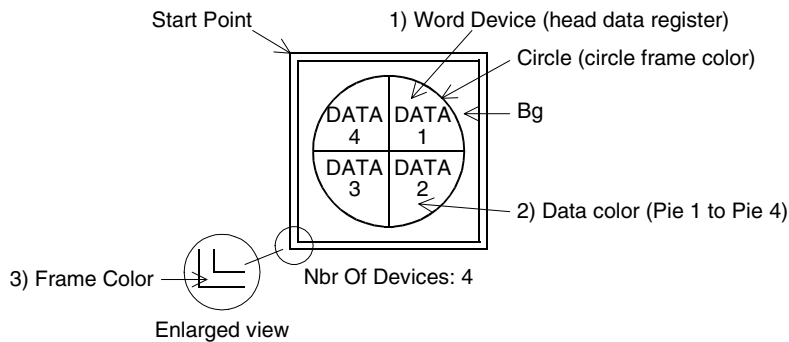 Start Point
1) Word Device (head data register)
Circle (circle frame color)
Bg
DATA
4
DATA
1
DATA
3
DATA
2
2) Data color (Pie 1 to Pie 4)
3) Frame Color
Nbr Of Devices: 4
Enlarged view